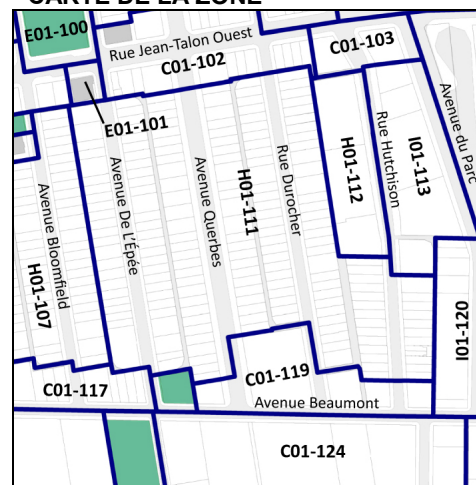 CARTE DE LA ZONE
E01-100
Rue Jean-Talon Ouest
C01-103
C01-102
E01-101
Avenue du Parc
Avenue Bloomfield
Avenue De L'Épée
Avenue Querbes
H01-111
Rue Durocher
H01-112
Rue Hutchison
I01-113
H01-107
I01-120
C01-117
C01-119
Avenue Beaumont
C01-124